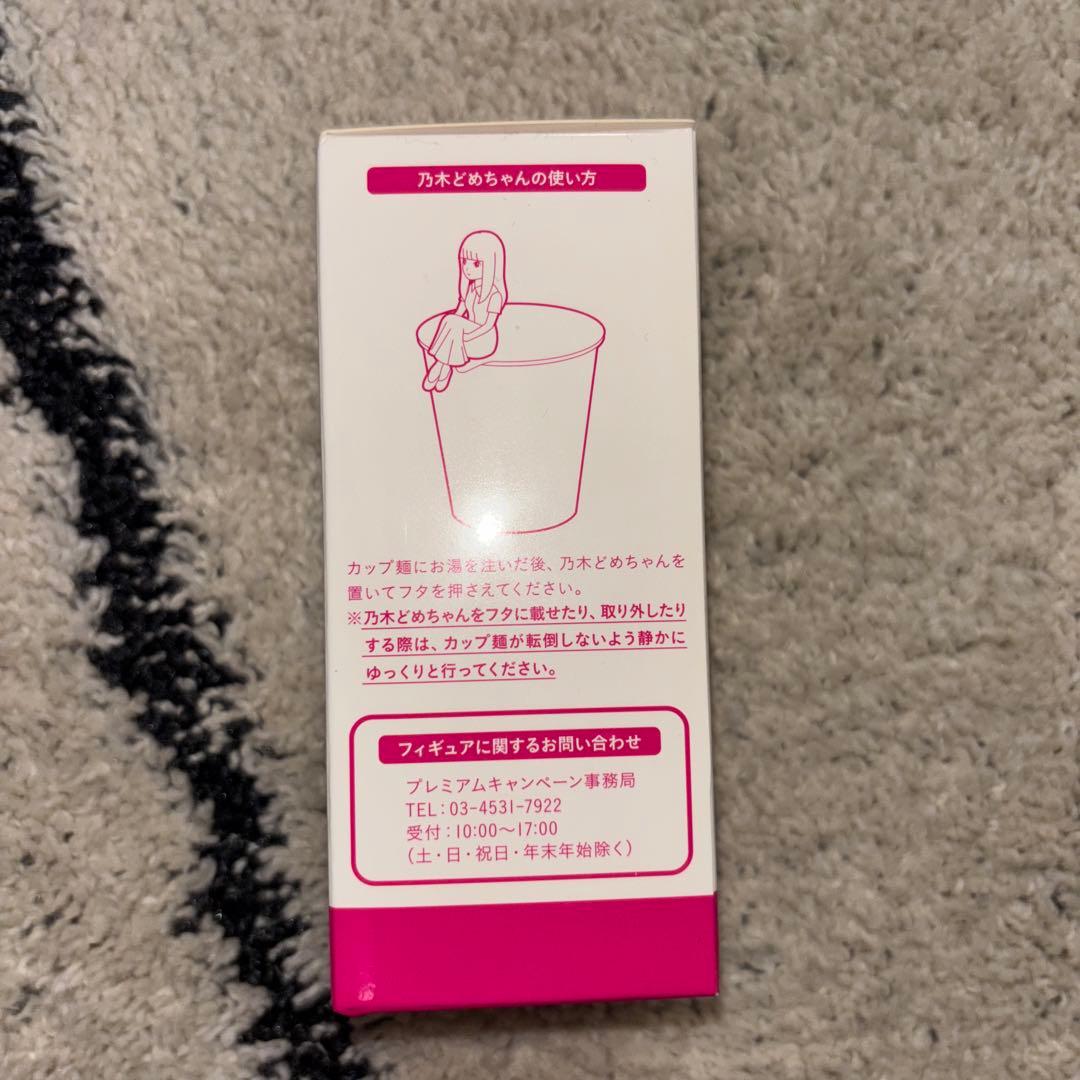 乃木どめちゃんの使い方
カップ麺にお湯を注いだ後、乃木どめちゃんを
置いてフタを押さえてください。
※乃木どめちゃんをフタに載せたり、取り外したり
する際は、カップ麺が転倒しないよう静かに
ゆっくりと行ってください。
フィギュアに関するお問い合わせ
プレミアムキャンペーン事務局
TEL：03-4531-7922
受付：10:00〜17:00
（土・日・祝日・年末年始除く）